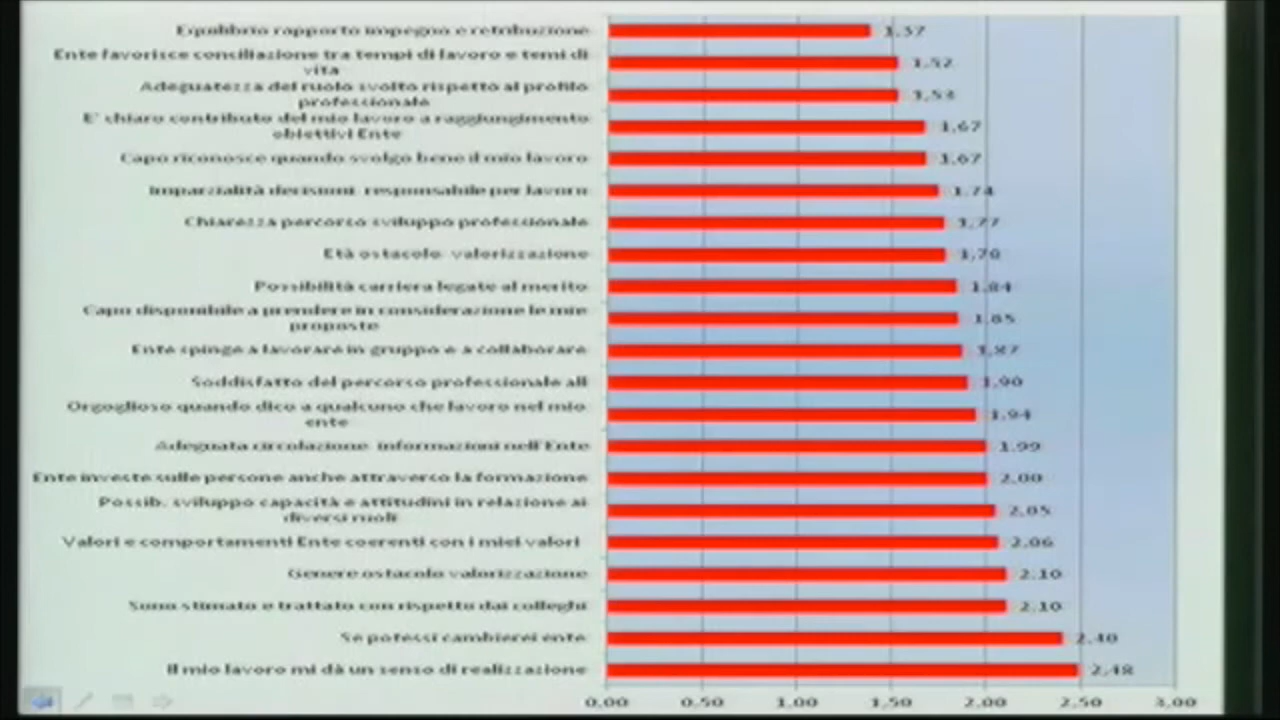 Equilibrio rapporto impegno e retribuzione 1.37
Ente favorisce conciliazione tra tempi di lavoro e temi di
vita 1.52
Adeguatezza del ruolo svolto rispetto al profilo
professionale 1.53
E' chiaro contributo del mio lavoro a raggiungimento
obiettivi Ente 1.67
Capo riconosce quando svolgo bene il mio lavoro 1.67
Imparzialità decisioni responsabile per lavoro 1.74
Chiarezza percorso sviluppo professionale 1.77
Età ostacolo valorizzazione
Possibilità carriera legate al merito 1.84
Capo disponibile a prendere in considerazione le mie
proposte 1.85
Ente spinge a lavorare in gruppo e a collaborare 1.87
Soddisfatto del percorso professionale all 1.90
Orgoglioso quando dico a qualcuno che lavoro nel mio
ente 1.94
Adeguata circolazione informazioni nell'Ente 1.99
Ente investe sulle persone anche attraverso la formazione 2.00
Possib. sviluppo capacità e attitudini in relazione ai
diversi ruoli 2.05
Valori e comportamenti Ente coerenti con i miei valori 2.06
Genere ostacolo valorizzazione 2.10
Sono stimato e trattato con rispetto dai colleghi 2.10
Se potessi cambierei ente 2.40
Il mio lavoro mi dà un senso di realizzazione 2.48
0.00 0.50 1.00 1.50 2.00 2.50 3.00